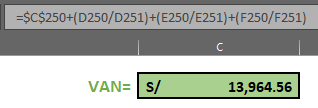 =$C$250+(D250/D251)+(E250/E251)+(F250/F251)
C
VAN= S/ 13,964.56